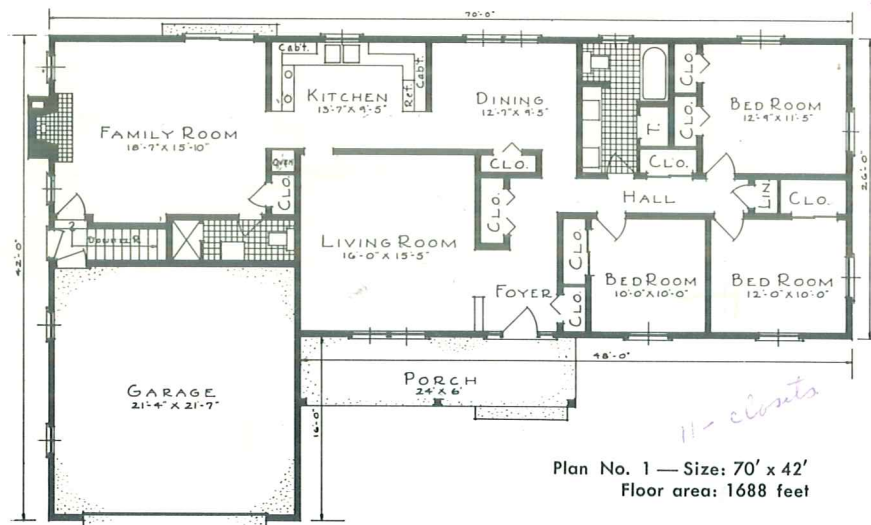 70'-0"
Cab't.
KITCHEN
13'-7" X 9'-5"
Ref.
Cab't.
DINING
12'-7" X 9'-5"
CLO.
CLO.
T.
CLO.
BED ROOM
12'-9" X 11'-5"
26'-0"
FAMILY ROOM
18'-7" X 15'-10"
OVEN
CLO.
CLO.
CLO.
HALL
LIN.
CLO.
42'-0"
DOWN 12 R.
LIVING ROOM
16'-0" X 15'-5"
FOYER
CLO.
CLO.
BED ROOM
10'-0" X 10'-0"
BED ROOM
12'-0" X 10'-0"
48'-0"
GARAGE
21'-4" X 21'-7"
16'-0"
PORCH
24' X 6'
11- closets
Plan No. 1 — Size: 70' x 42'
Floor area: 1688 feet